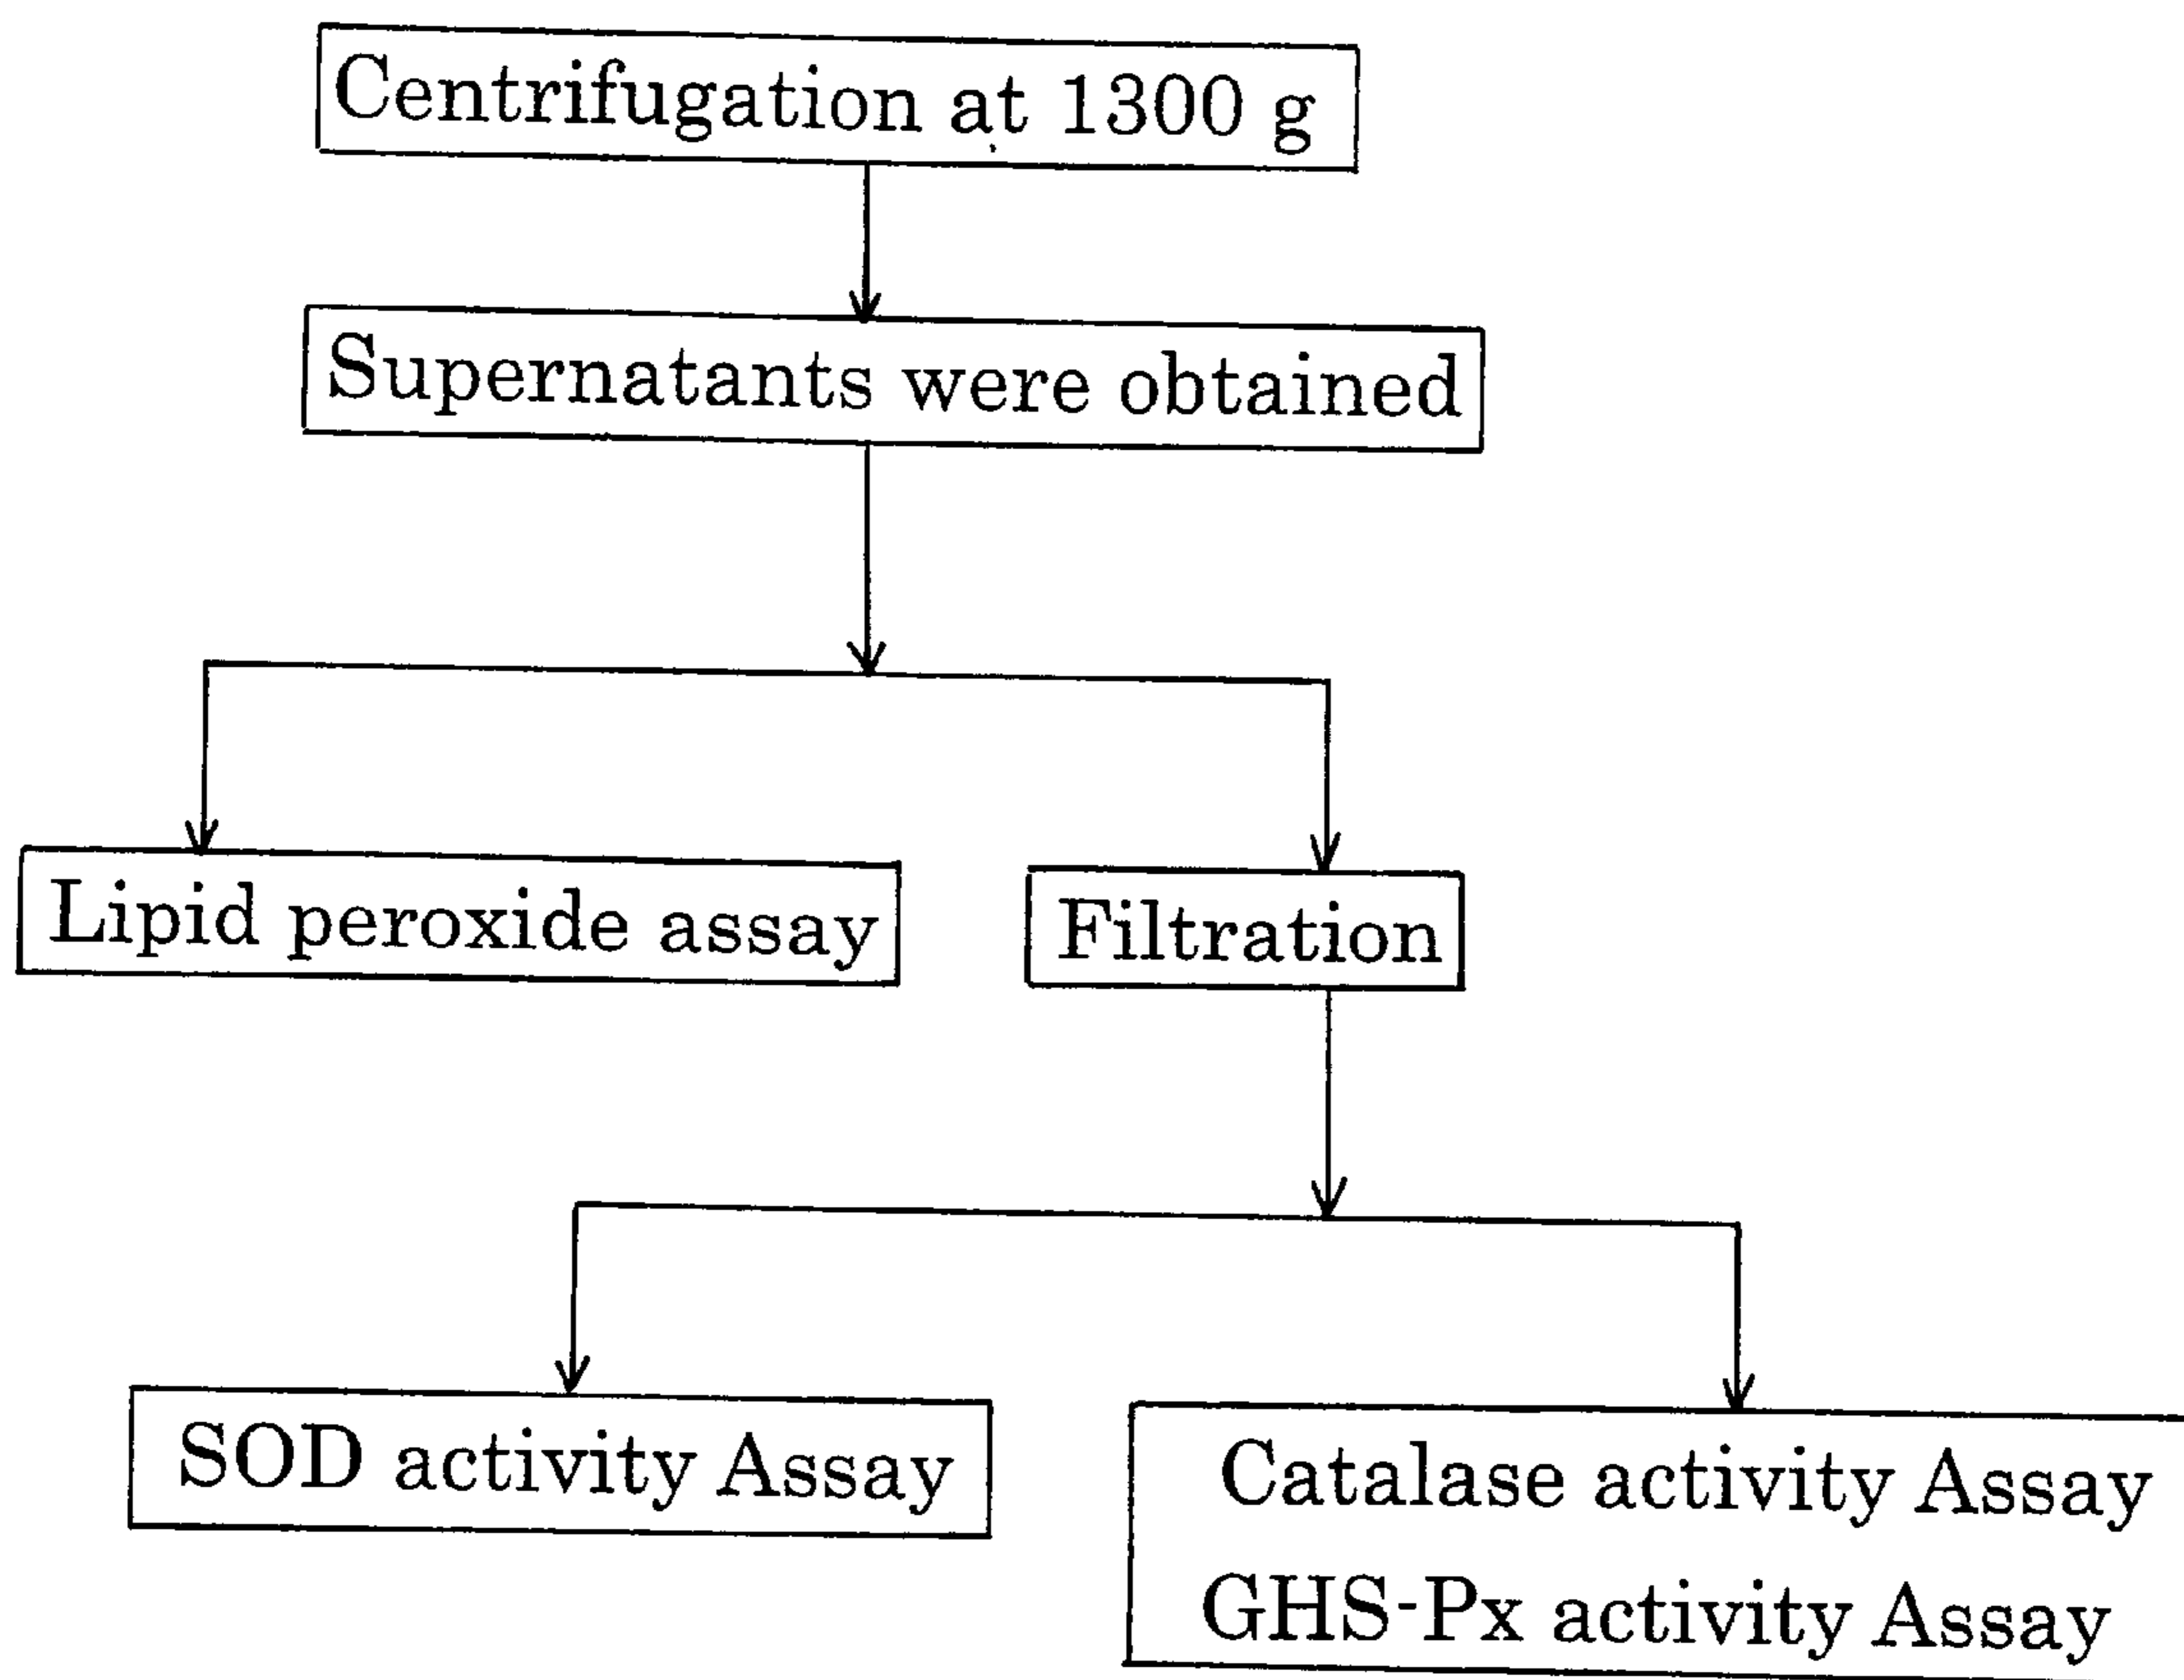 Centrifugation at 1300 g
Supernatants were obtained
Lipid peroxide assay
Filtration
SOD activity Assay
Catalase activity Assay
GHS-Px activity Assay